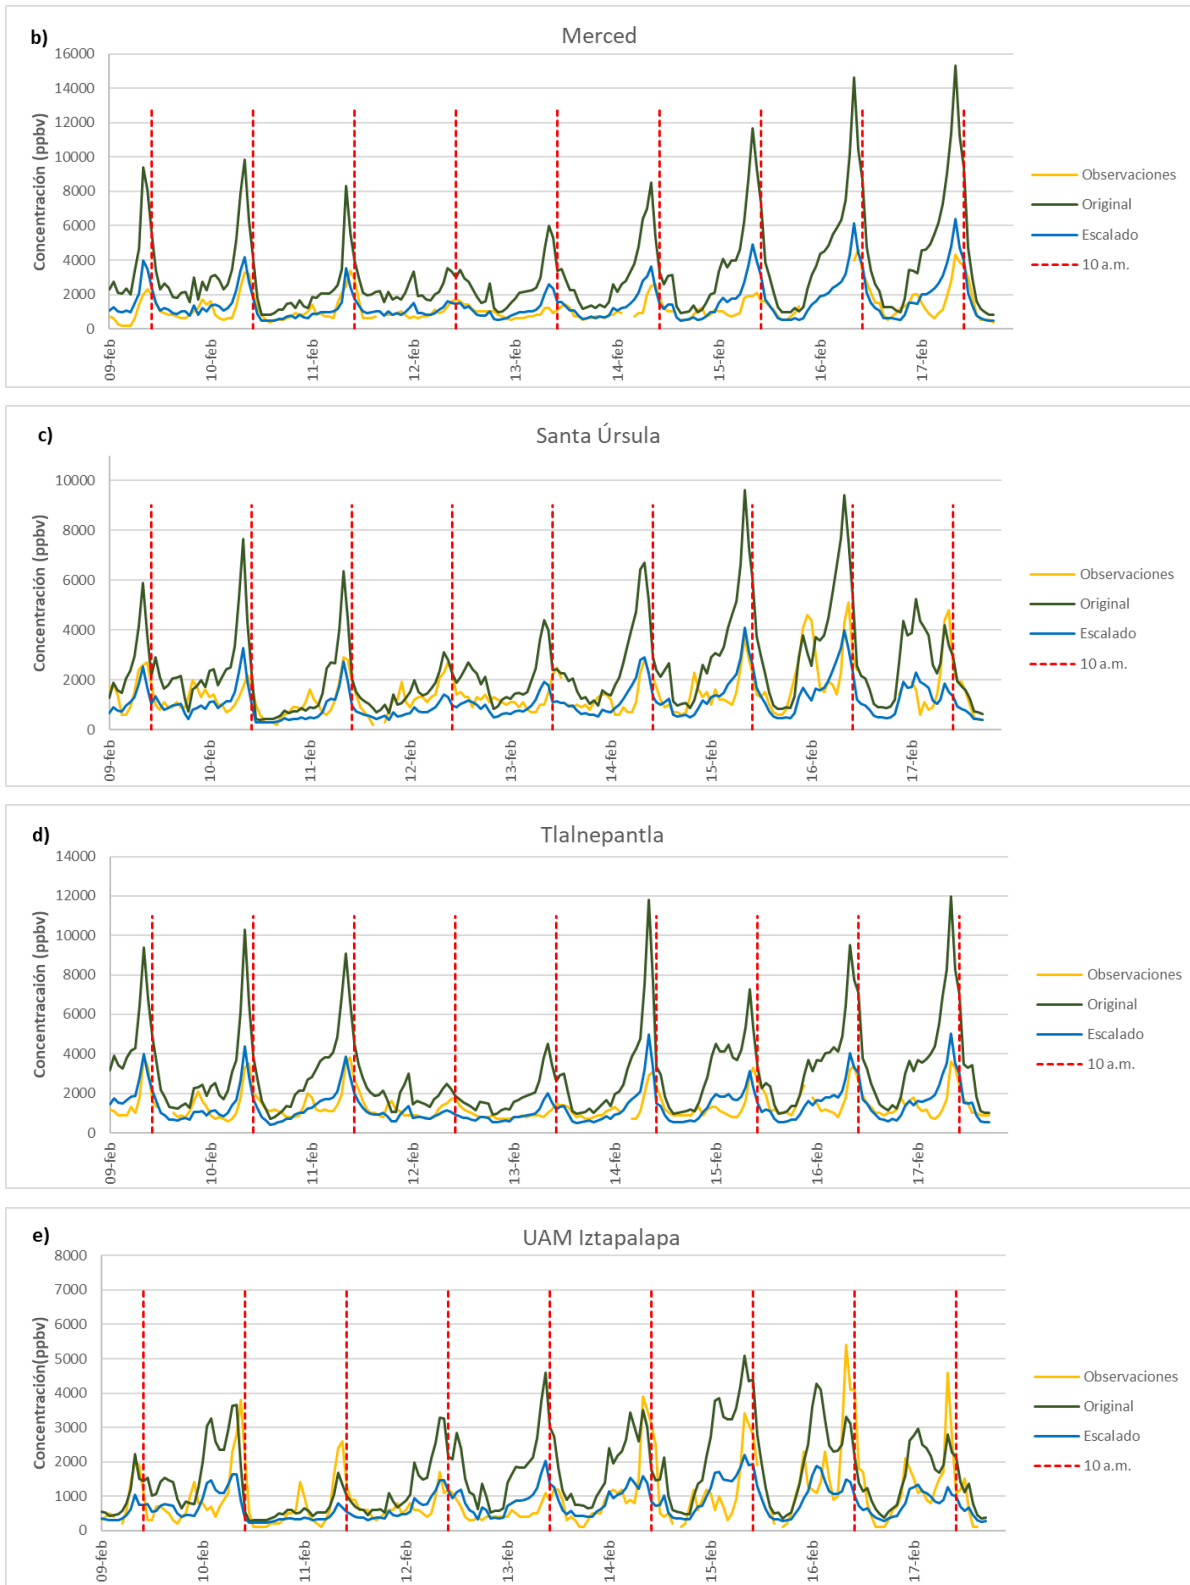 b)
Merced
Concentración (ppbv)
16000
14000
12000
10000
8000
6000
4000
2000
0
09-feb
10-feb
11-feb
12-feb
13-feb
14-feb
15-feb
16-feb
17-feb
Observaciones
Original
Escalado
10 a.m.
c)
Santa Úrsula
Concentración (ppbv)
10000
8000
6000
4000
2000
0
09-feb
10-feb
11-feb
12-feb
13-feb
14-feb
15-feb
16-feb
17-feb
Observaciones
Original
Escalado
10 a.m.
d)
Tlalnepantla
Concentracaión (ppbv)
14000
12000
10000
8000
6000
4000
2000
0
09-feb
10-feb
11-feb
12-feb
13-feb
14-feb
15-feb
16-feb
17-feb
Observaciones
Original
Escalado
10 a.m.
e)
UAM Iztapalapa
Concentración(ppbv)
8000
7000
6000
5000
4000
3000
2000
1000
0
09-feb
10-feb
11-feb
12-feb
13-feb
14-feb
15-feb
16-feb
17-feb
Observaciones
Original
Escalado
10 a.m.